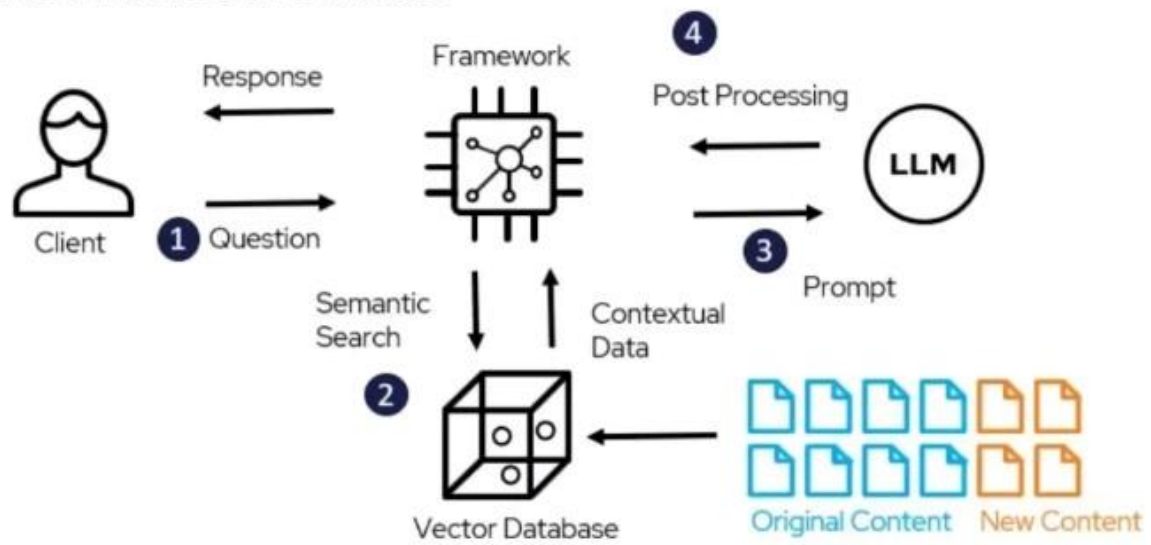 4
Framework
Response
Post Processing
LLM
Client
1 Question
3
Prompt
Semantic
Search
Contextual
Data
2
Vector Database
Original Content New Content